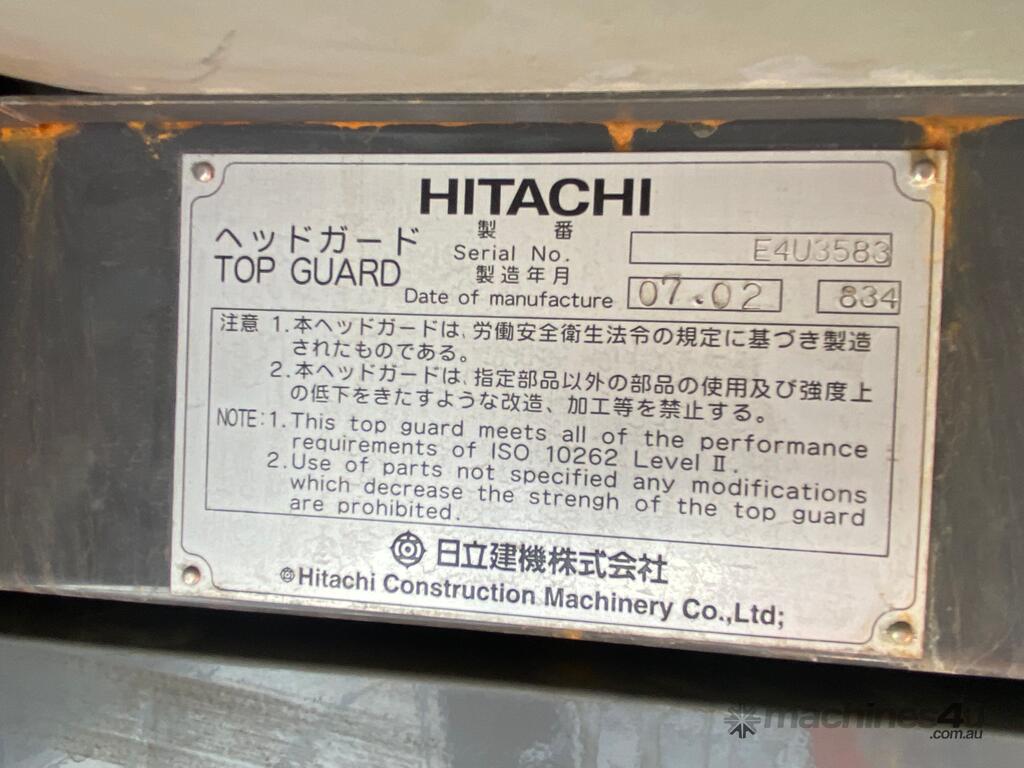 HITACHI
ヘッドガード
TOP GUARD
製番
Serial No. E4U3583
製造年月
Date of manufacture 07.02 834
注意 1.本ヘッドガードは、労働安全衛生法令の規定に基づき製造
されたものである。
2.本ヘッドガードは、指定部品以外の部品の使用及び強度上
の低下をきたすような改造、加工等を禁止する。
NOTE:1.This top guard meets all of the performance
requirements of ISO 10262 Level Ⅱ.
2.Use of parts not specified any modifications
which decrease the strengh of the top guard
are prohibited.
日立建機株式会社
Hitachi Construction Machinery Co.,Ltd;
machines4u
.com.au